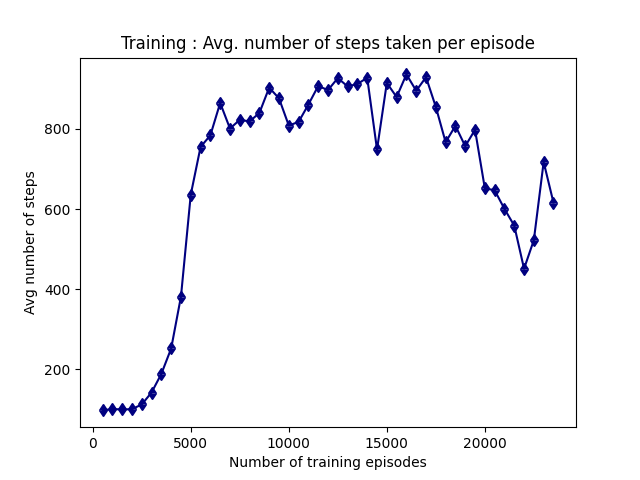 Training : Avg. number of steps taken per episode
Avg number of steps
800
600
400
200
0 5000 10000 15000 20000
Number of training episodes